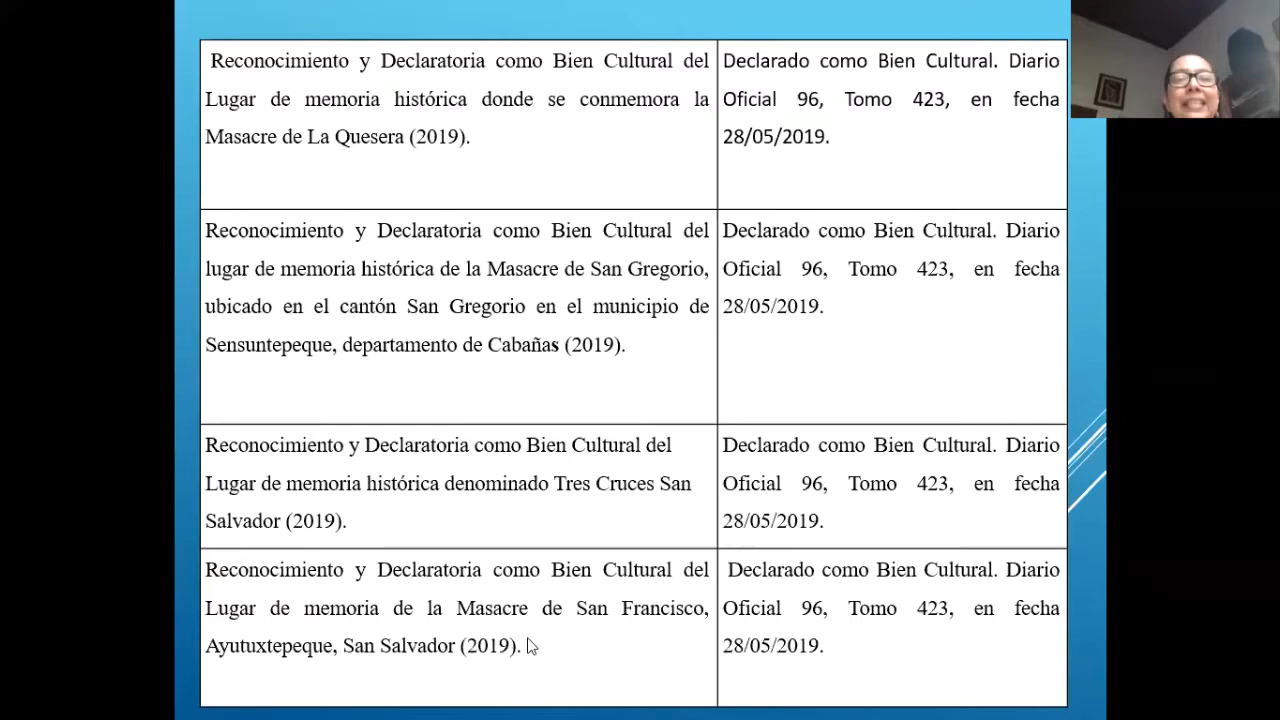 Reconocimiento y Declaratoria como Bien Cultural del
Lugar de memoria histórica donde se conmemora la
Masacre de La Quesera (2019).
Declarado como Bien Cultural. Diario
Oficial 96, Tomo 423, en fecha
28/05/2019.
Reconocimiento y Declaratoria como Bien Cultural del
lugar de memoria histórica de la Masacre de San Gregorio,
ubicado en el cantón San Gregorio en el municipio de
Sensuntepeque, departamento de Cabañas (2019).
Declarado como Bien Cultural. Diario
Oficial 96, Tomo 423, en fecha
28/05/2019.
Reconocimiento y Declaratoria como Bien Cultural del
Lugar de memoria histórica denominado Tres Cruces San
Salvador (2019).
Declarado como Bien Cultural. Diario
Oficial 96, Tomo 423, en fecha
28/05/2019.
Reconocimiento y Declaratoria como Bien Cultural del
Lugar de memoria de la Masacre de San Francisco,
Ayutuxtepeque, San Salvador (2019).
Declarado como Bien Cultural. Diario
Oficial 96, Tomo 423, en fecha
28/05/2019.